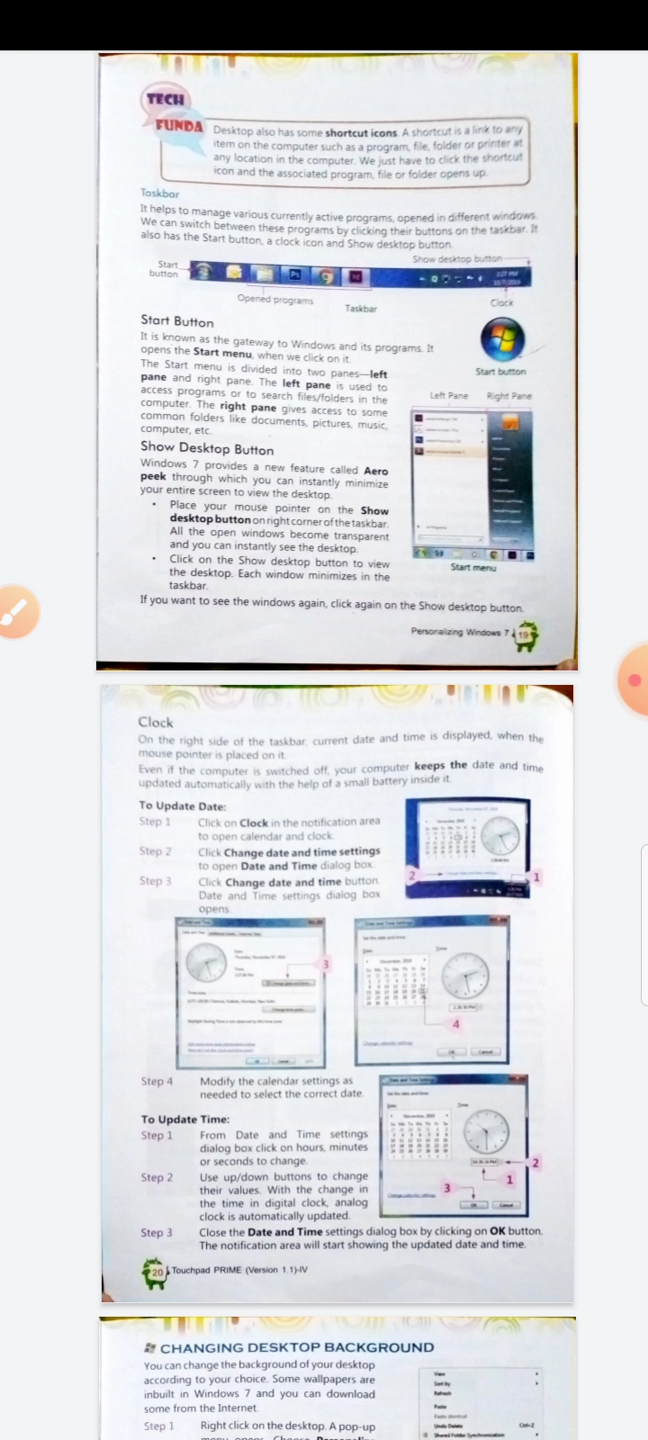 TECH
FUNDA
Desktop also has some shortcut icons. A shortcut is a link to any
item on the computer such as a program, file, folder or printer at
any location in the computer. We just have to click the shortcut
icon and the associated program, file or folder opens up.
Taskbar
It helps to manage various currently active programs, opened in different windows.
We can switch between these programs by clicking their buttons on the taskbar. It
also has the Start button, a clock icon and Show desktop button.
Show desktop button
Start
button
Opened programs
Taskbar
Clock
Start Button
It is known as the gateway to Windows and its programs. It
opens the Start menu, when we click on it.
Start button
The Start menu is divided into two panes—left
pane and right pane. The left pane is used to
access programs or to search files/folders in the
computer. The right pane gives access to some
common folders like documents, pictures, music,
computer, etc.
Left Pane Right Pane
Show Desktop Button
Windows 7 provides a new feature called Aero
peek through which you can instantly minimize
your entire screen to view the desktop.
• Place your mouse pointer on the Show
desktop button on right corner of the taskbar.
All the open windows become transparent
and you can instantly see the desktop.
• Click on the Show desktop button to view
the desktop. Each window minimizes in the
taskbar.
Start menu
If you want to see the windows again, click again on the Show desktop button.
Personalizing Windows 7 19
Clock
On the right side of the taskbar, current date and time is displayed, when the
mouse pointer is placed on it.
Even if the computer is switched off, your computer keeps the date and time
updated automatically with the help of a small battery inside it.
To Update Date:
Step 1 Click on Clock in the notification area
to open calendar and clock.
Step 2 Click Change date and time settings
to open Date and Time dialog box.
Step 3 Click Change date and time button.
Date and Time settings dialog box
opens.
2
1
3
4
Step 4 Modify the calendar settings as
needed to select the correct date.
To Update Time:
Step 1 From Date and Time settings
dialog box click on hours, minutes
or seconds to change.
Step 2 Use up/down buttons to change
their values. With the change in
the time in digital clock, analog
clock is automatically updated.
2
1
3
Step 3 Close the Date and Time settings dialog box by clicking on OK button.
The notification area will start showing the updated date and time.
20 Touchpad PRIME (Version 1.1)-IV
CHANGING DESKTOP BACKGROUND
You can change the background of your desktop
according to your choice. Some wallpapers are
inbuilt in Windows 7 and you can download
some from the Internet.
Step 1 Right click on the desktop. A pop-up
View
Sort by
Refresh
Paste
Paste shortcut
Undo Delete Ctrl+Z
Shared Folder Synchronization